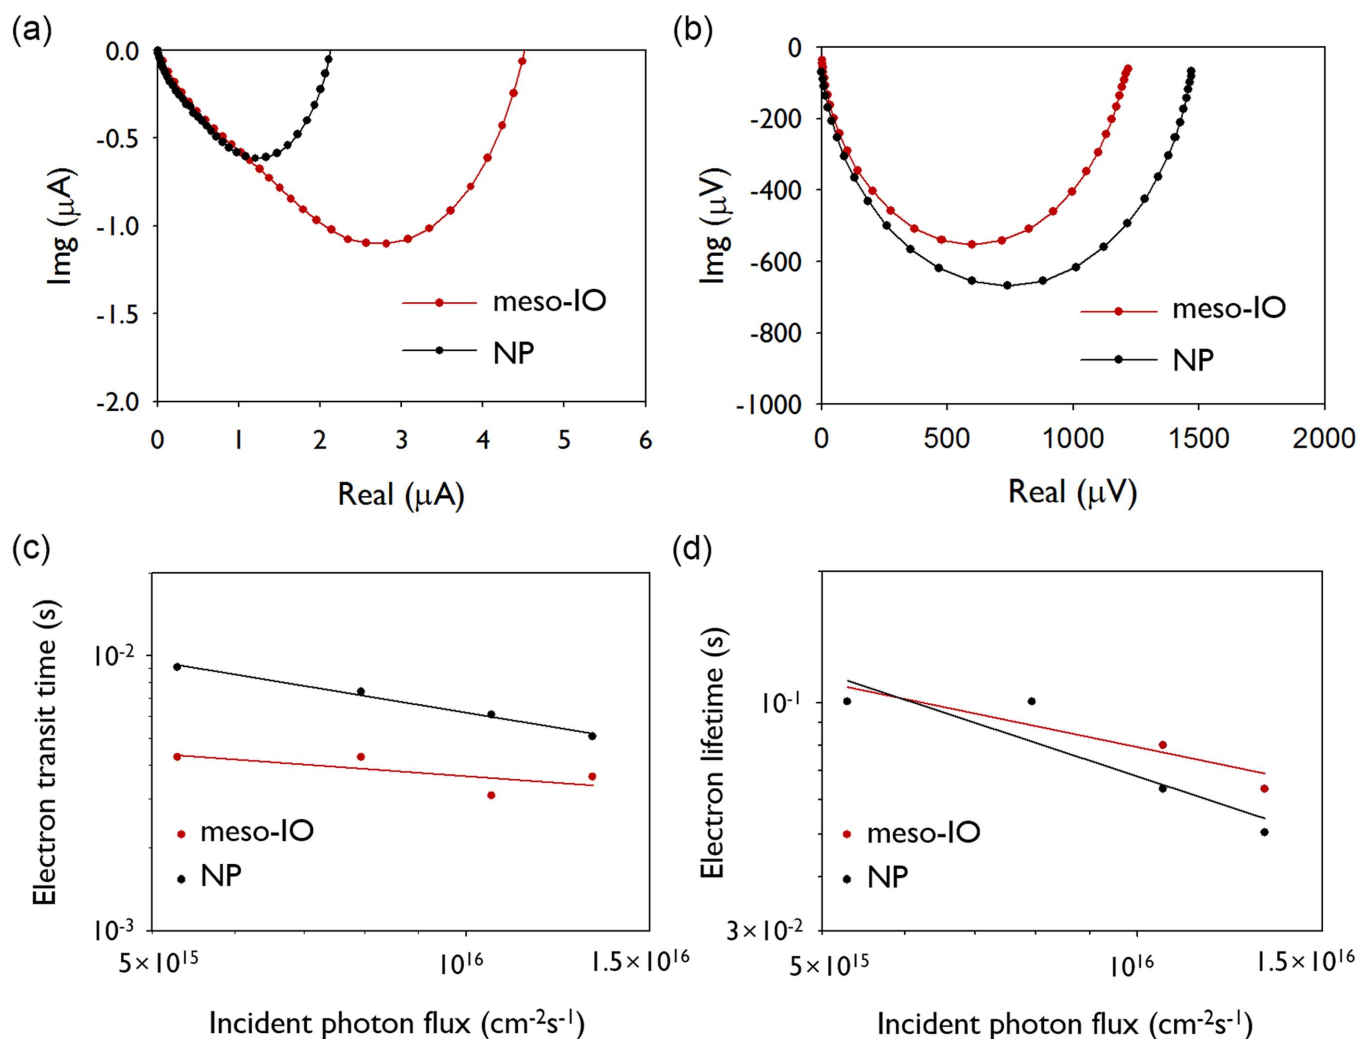 (a)
0.0
-0.5
-1.0
-1.5
-2.0
Img (μA)
meso-IO
NP
0 1 2 3 4 5 6
Real (μA)
(b)
0
-200
-400
-600
-800
-1000
Img (μV)
meso-IO
NP
0 500 1000 1500 2000
Real (μV)
(c)
10⁻²
10⁻³
Electron transit time (s)
meso-IO
NP
5×10¹⁵ 10¹⁶ 1.5×10¹⁶
Incident photon flux (cm⁻²s⁻¹)
(d)
10⁻¹
3×10⁻²
Electron lifetime (s)
meso-IO
NP
5×10¹⁵ 10¹⁶ 1.5×10¹⁶
Incident photon flux (cm⁻²s⁻¹)